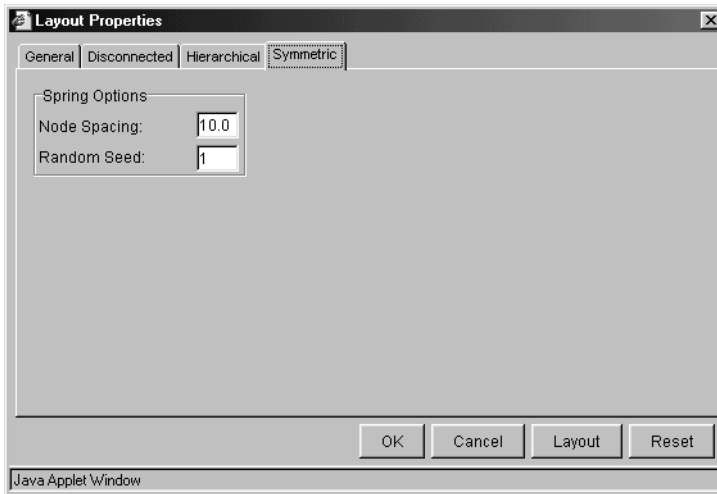 Layout Properties
General Disconnected Hierarchical Symmetric
Spring Options
Node Spacing: 10.0
Random Seed: 1
OK Cancel Layout Reset
Java Applet Window